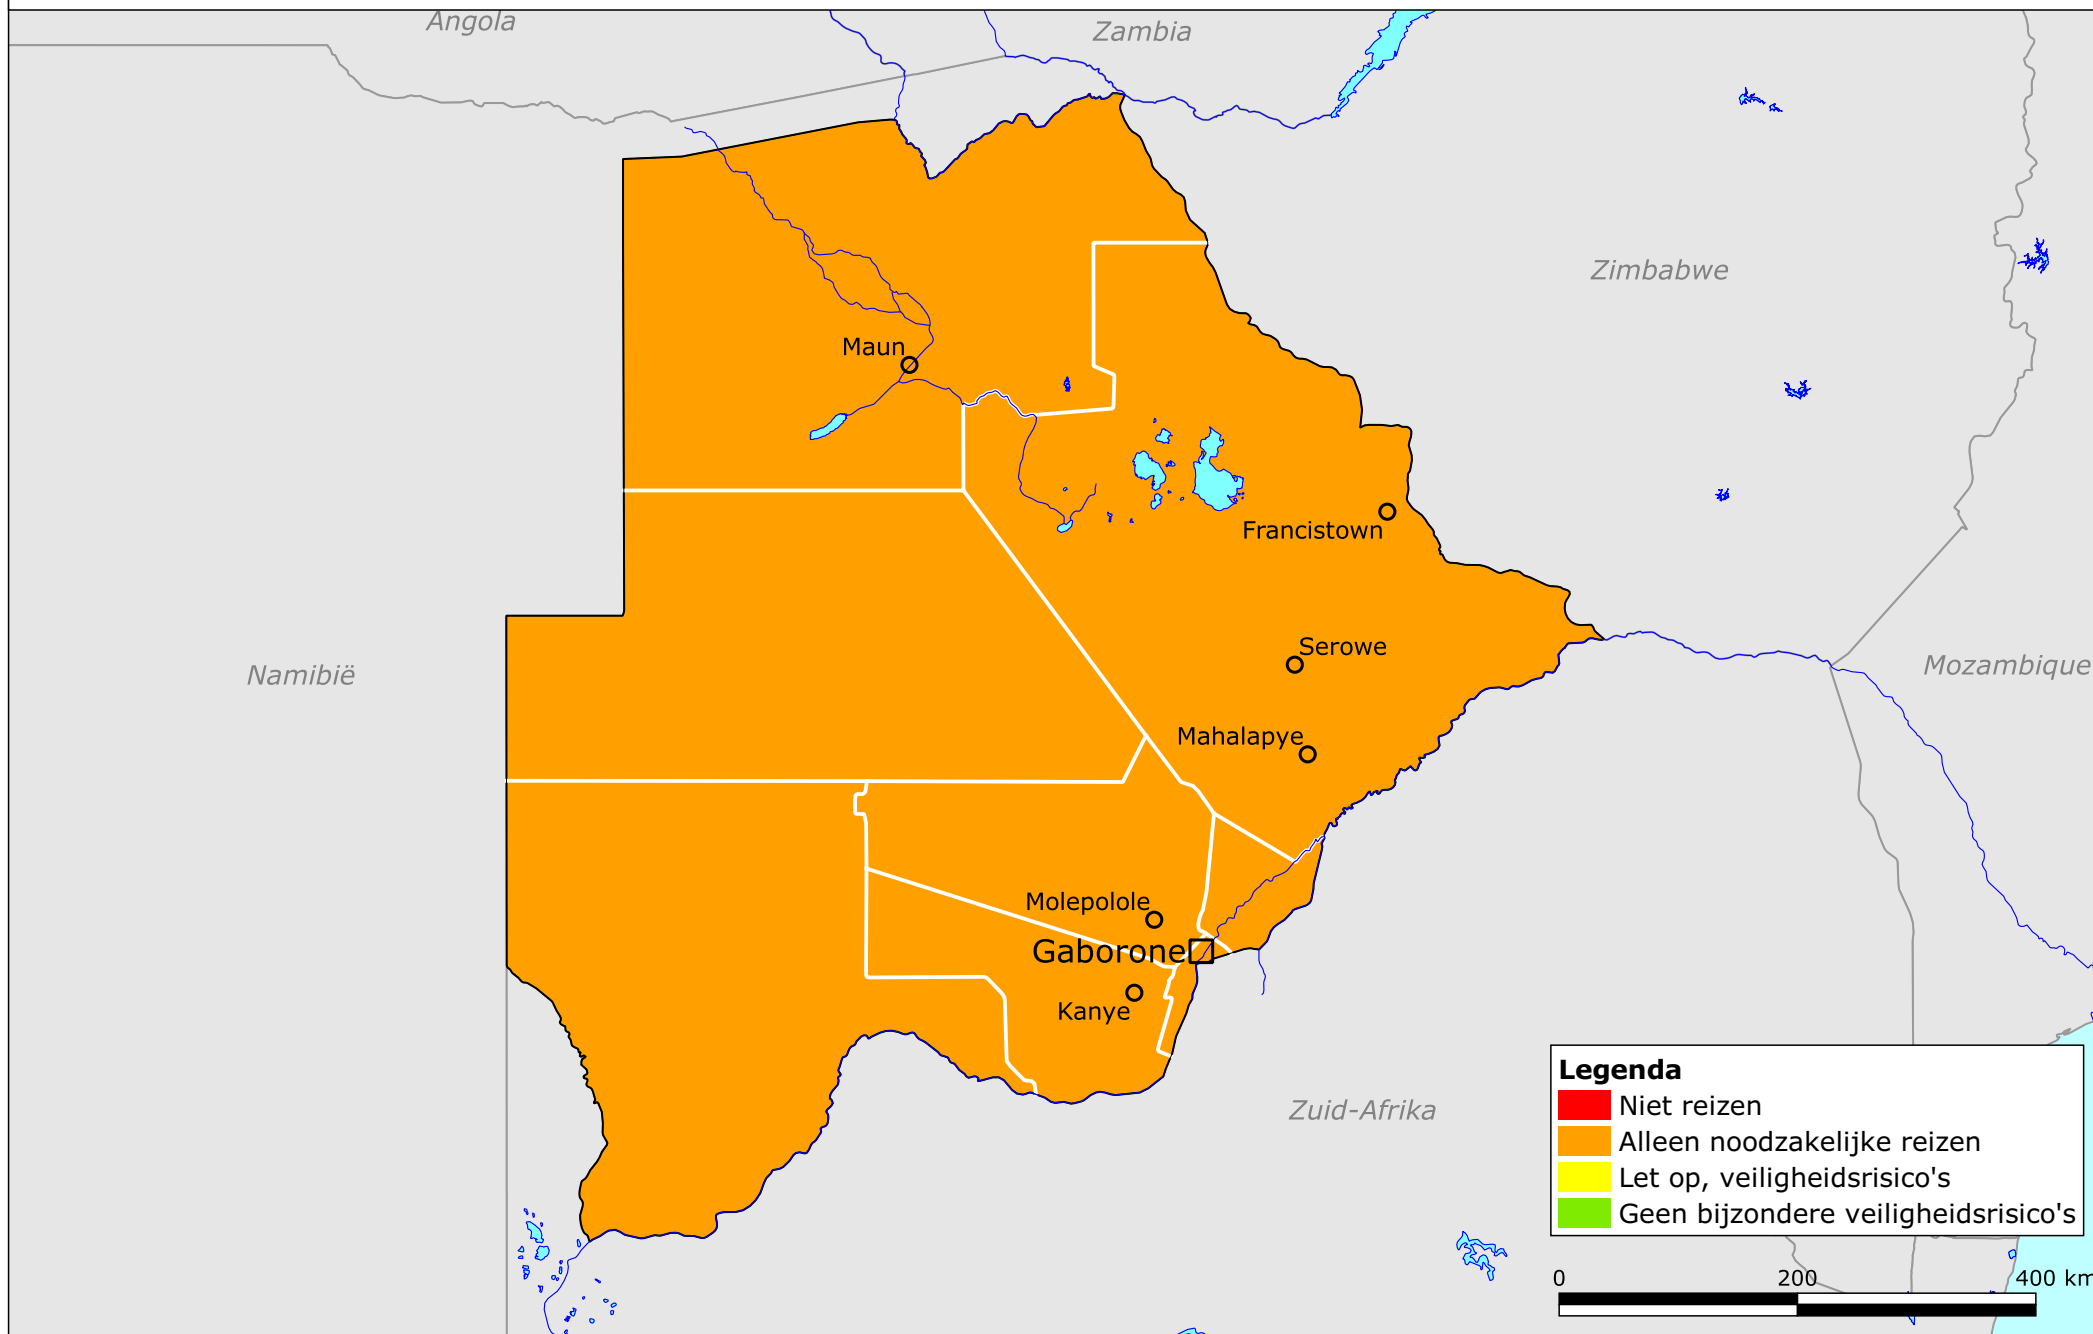 Angola
Zambia
Zimbabwe
Maun
Francistown
Serowe
Namibië
Mozambique
Mahalapye
Molepolole
Gaborone
Kanye
Zuid-Afrika
Legenda
Niet reizen
Alleen noodzakelijke reizen
Let op, veiligheidsrisico's
Geen bijzondere veiligheidsrisico's
0 200 400 km